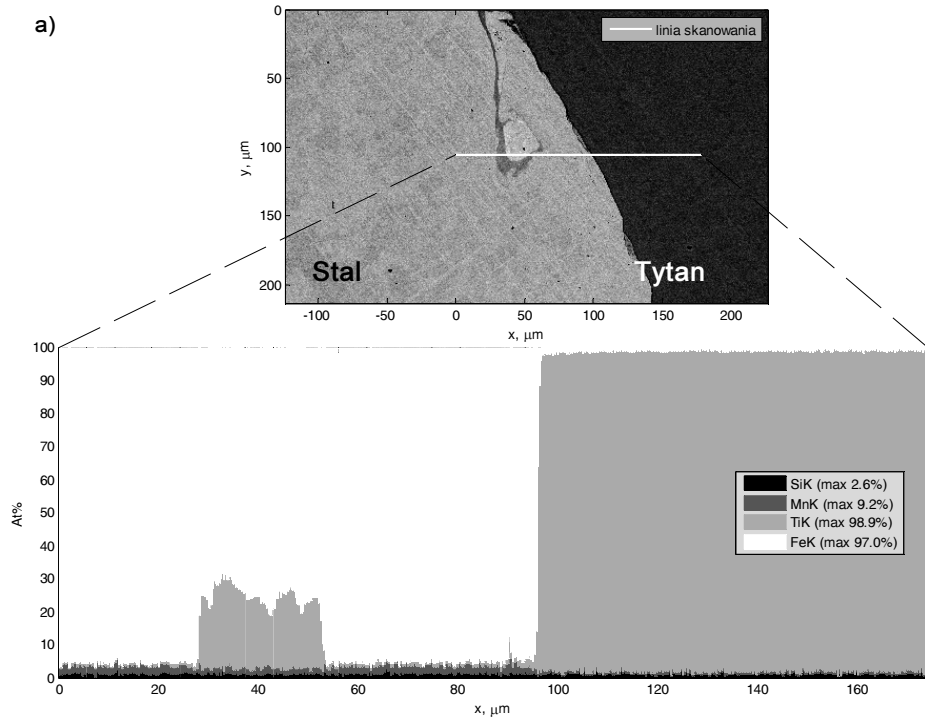 a)
linia skanowania
0
50
100
150
200
y, µm
Stal
Tytan
-100 -50 0 50 100 150 200
x, µm
100
90
80
70
60
50
40
30
20
10
0
At%
SiK (max 2.6%)
MnK (max 9.2%)
TiK (max 98.9%)
FeK (max 97.0%)
0 20 40 60 80 100 120 140 160
x, µm